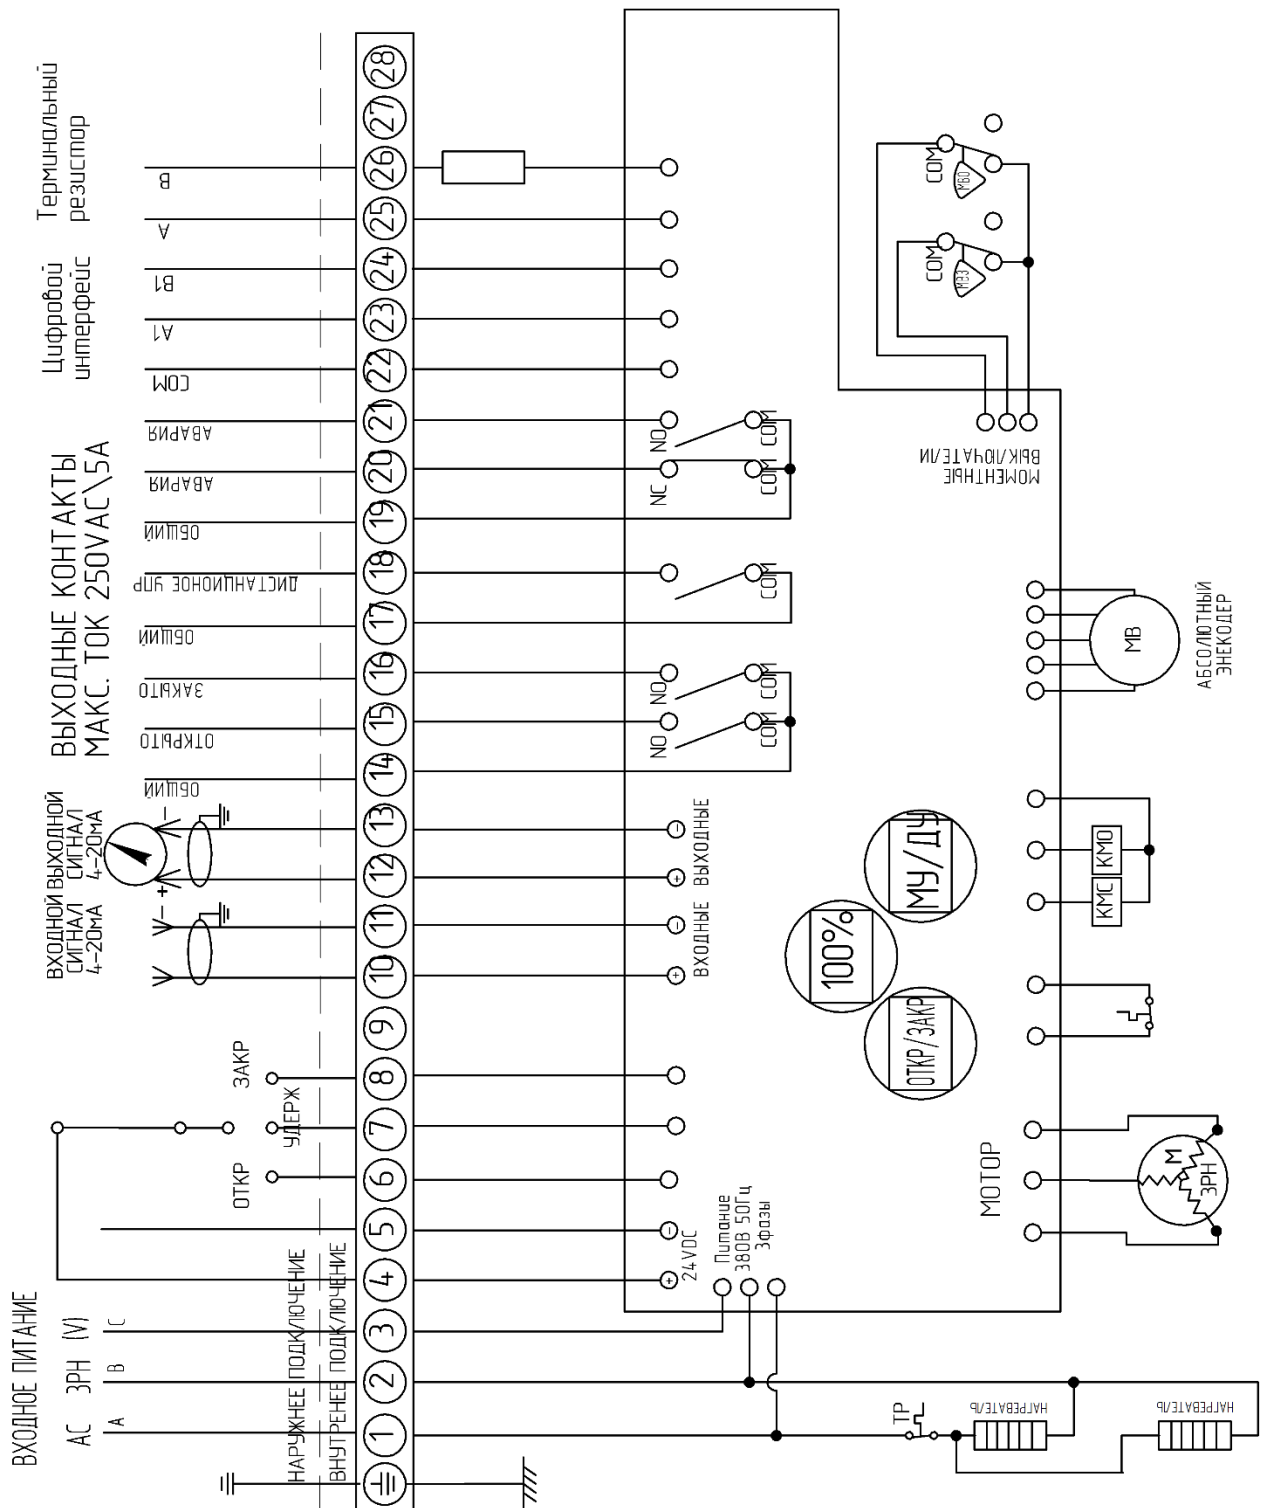 Терминальный
резистор
Цифровой
интерфейс
ВЫХОДНЫЕ КОНТАКТЫ
МАКС. ТОК 250VAC\5A
ВЫХОДНОЙ
СИГНАЛ
4-20мА
ВХОДНОЙ
СИГНАЛ
4-20мА
ВХОДНОЕ ПИТАНИЕ
AC 3PH (V)
A
B
C
B
A
B1
A1
COM
АВАРИЯ
АВАРИЯ
ОБЩИЙ
ДИСТАНЦИОНОЕ УПР
ОБЩИЙ
ЗАКЫТО
ОТКРЫТО
ОБЩИЙ
-
+
-
ЗАКР
УДЕРЖ
ОТКР
НАРУЖНЕЕ ПОДКЛЮЧЕНИЕ
ВНУТРЕНЕЕ ПОДКЛЮЧЕНИЕ
28
27
26
25
24
23
22
21
20
19
18
17
16
15
14
13
12
11
10
9
8
7
6
5
4
3
2
1
NO
COM
NC
COM
COM
NO
COM
NO
COM
- ВЫХОДНЫЕ
+
- ВХОДНЫЕ
+
-
+
24VDC
Питание
380В 50Гц
3фазы
МУ/ДУ
100%
ОТКР/ЗАКР
COM
МВО
COM
МВЗ
МОМЕНТНЫЕ
ВЫКЛЮЧАТЕЛИ
МВ
АБСОЛЮТНЫЙ
ЭНЕКОДЕР
КМО
КМС
МОТОР
М
3PH
ТР
НАГРЕВАТЕЛЬ
НАГРЕВАТЕЛЬ